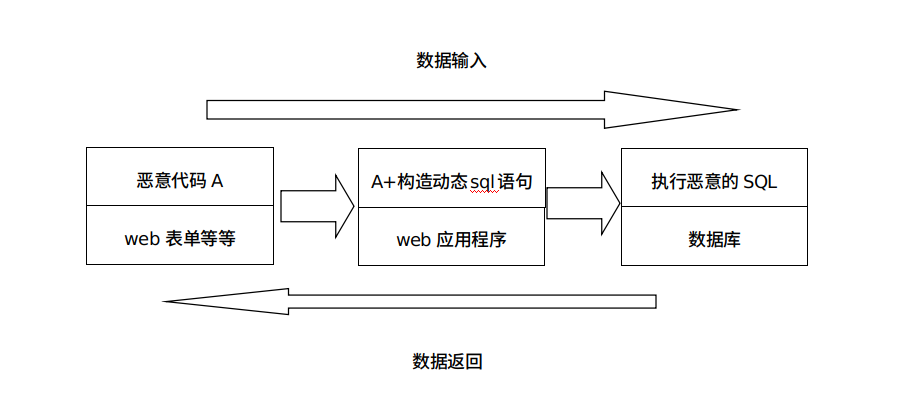 数据输入
恶意代码 A
A+构造动态 sql 语句
执行恶意的 SQL
web 表单等等
web 应用程序
数据库
数据返回